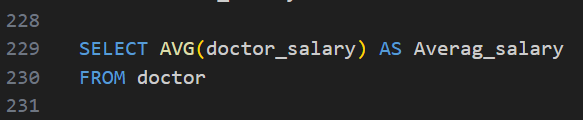 228
229 SELECT AVG(doctor_salary) AS Averag_salary
230 FROM doctor
231